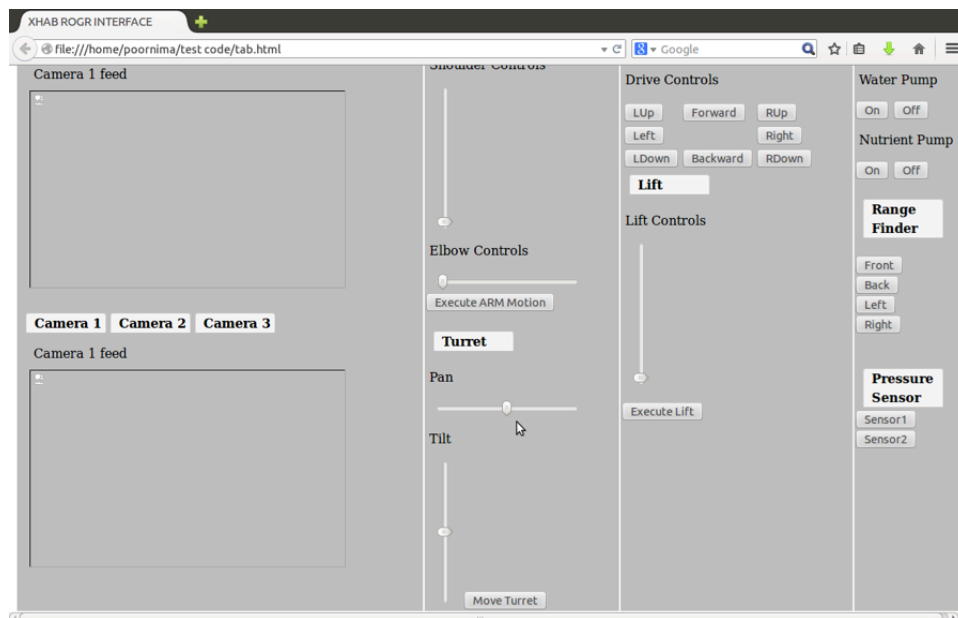 XHAB ROGR INTERFACE
file:///home/poornima/test code/tab.html
Google
Camera 1 feed
Camera 1 Camera 2 Camera 3
Camera 1 feed
Shoulder Controls
Elbow Controls
Execute ARM Motion
Turret
Pan
Tilt
Move Turret
Drive Controls
LUp Forward RUp
Left Right
LDown Backward RDown
Lift
Lift Controls
Execute Lift
Water Pump
On Off
Nutrient Pump
On Off
Range
Finder
Front
Back
Left
Right
Pressure
Sensor
Sensor1
Sensor2